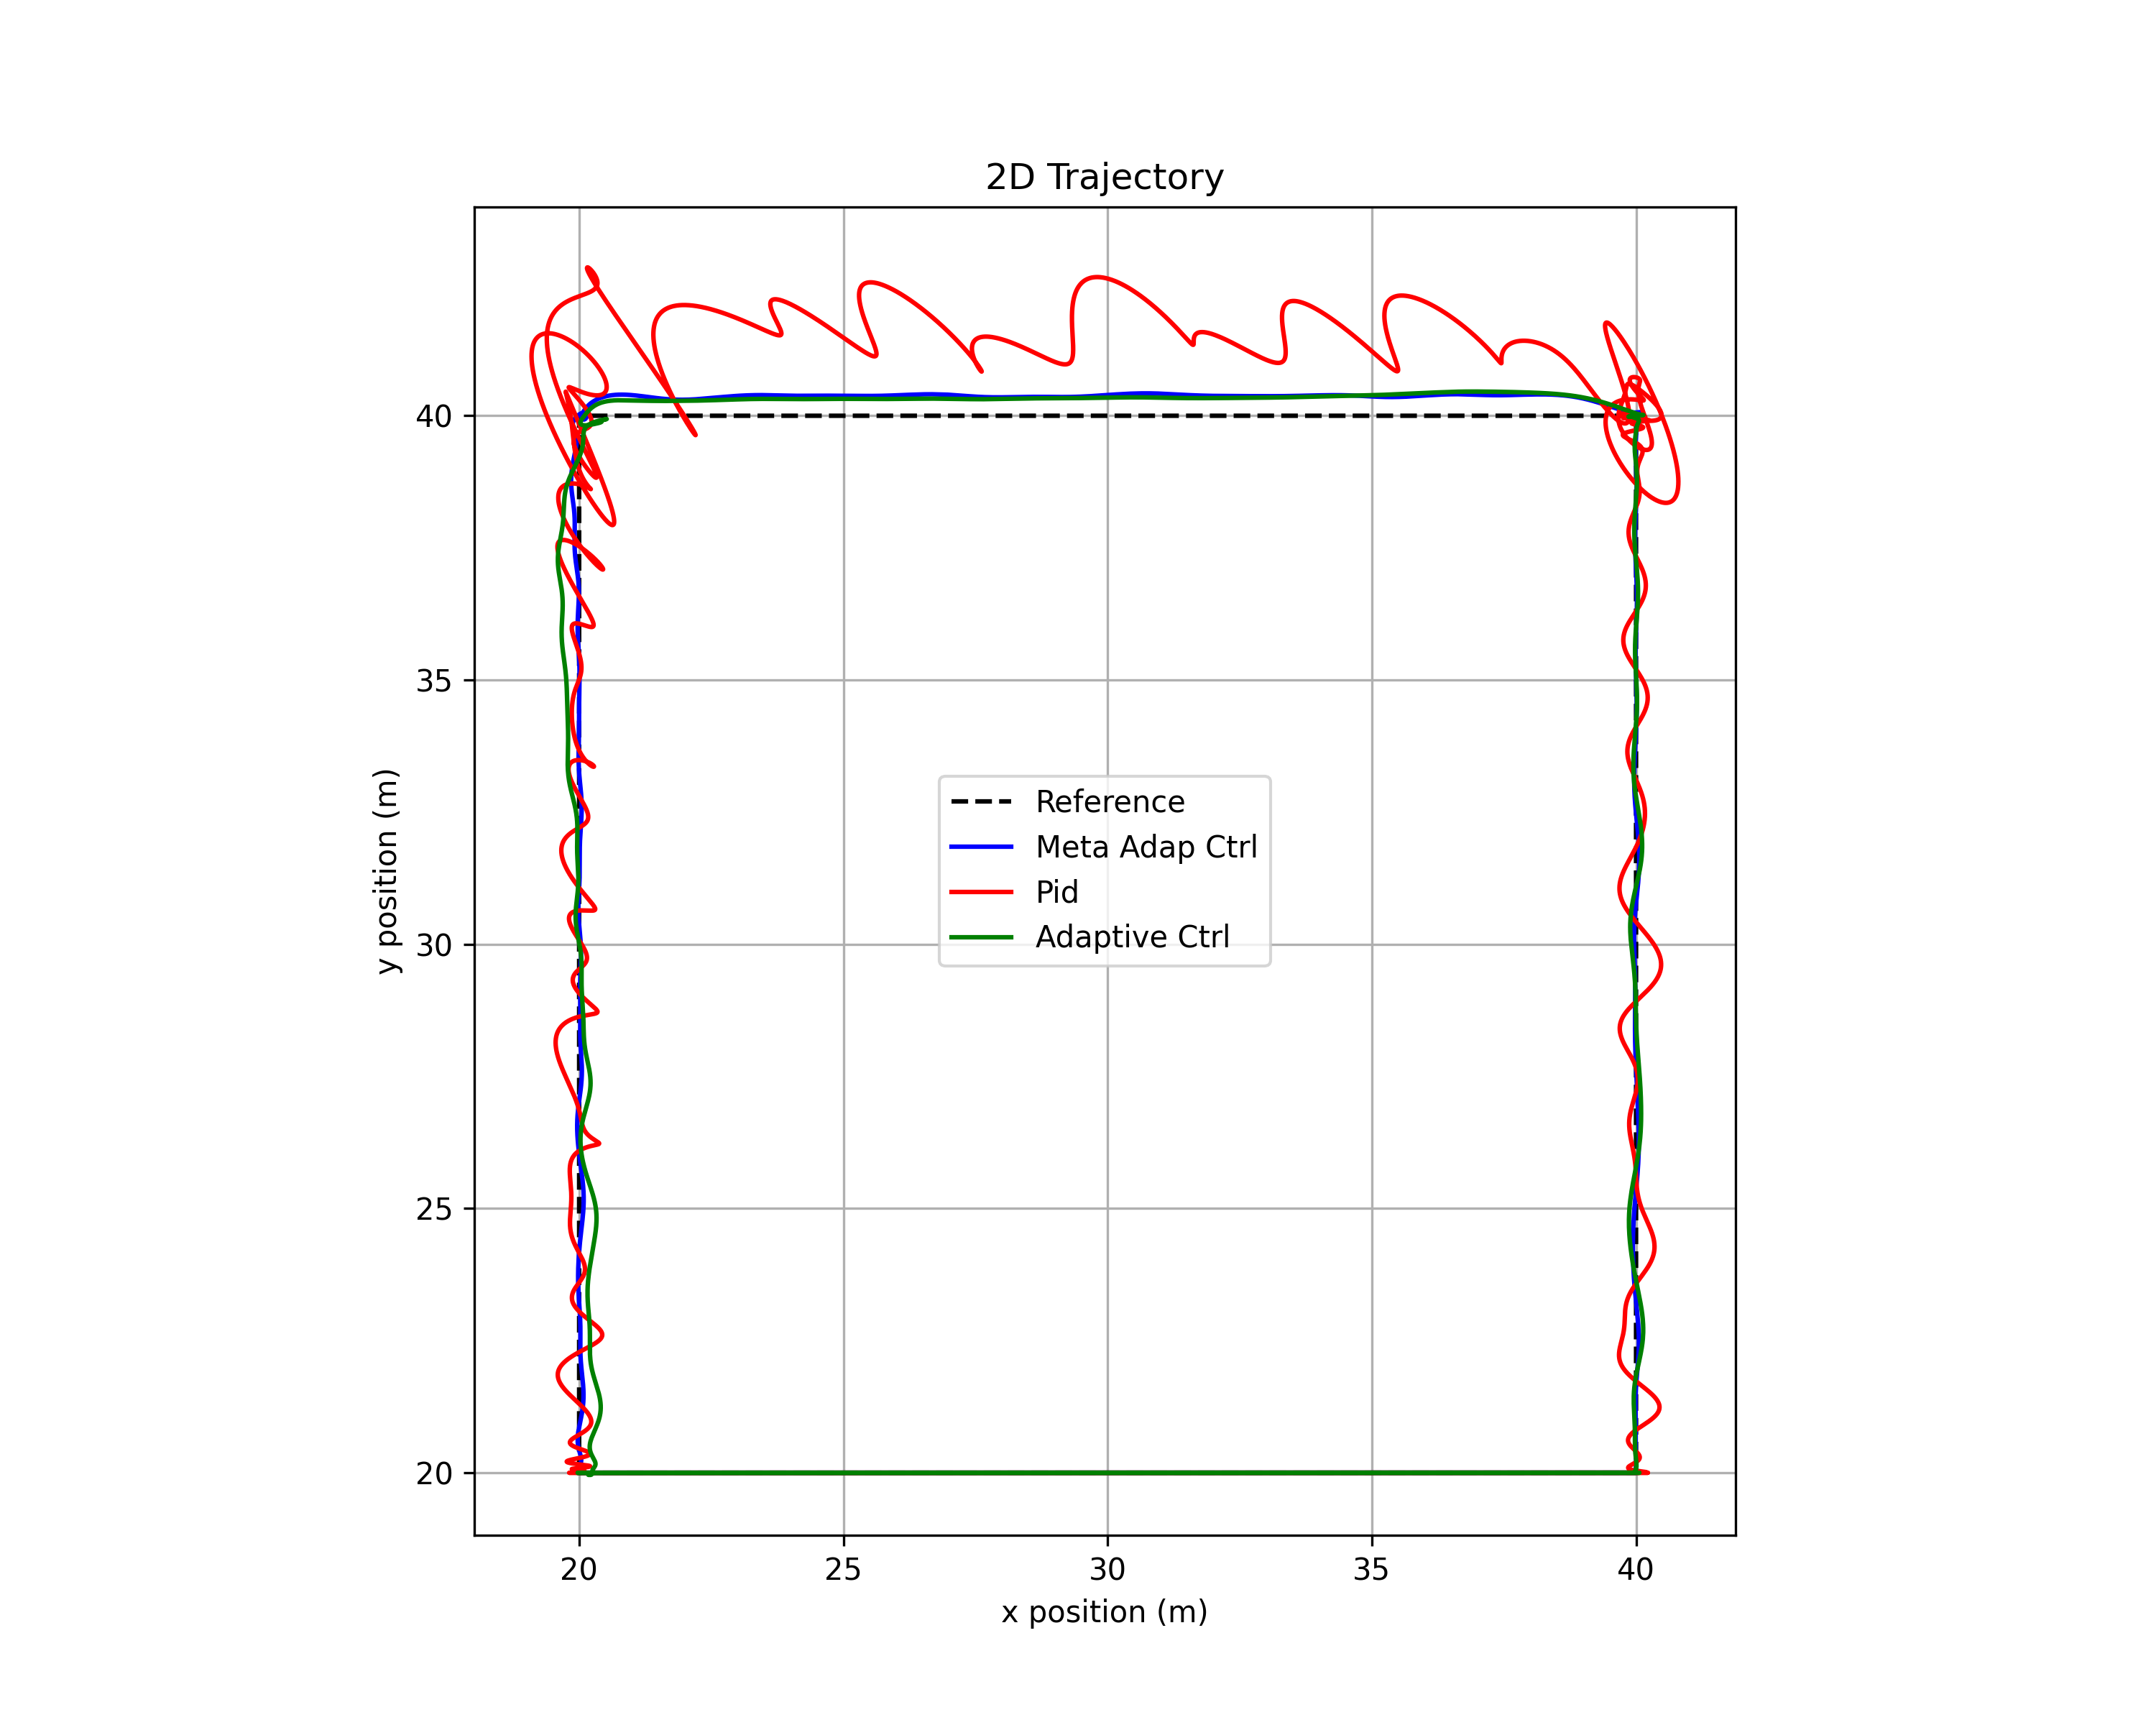 2D Trajectory
y position (m)
40
35
30
25
20
Reference
Meta Adap Ctrl
Pid
Adaptive Ctrl
20 25 30 35 40
x position (m)